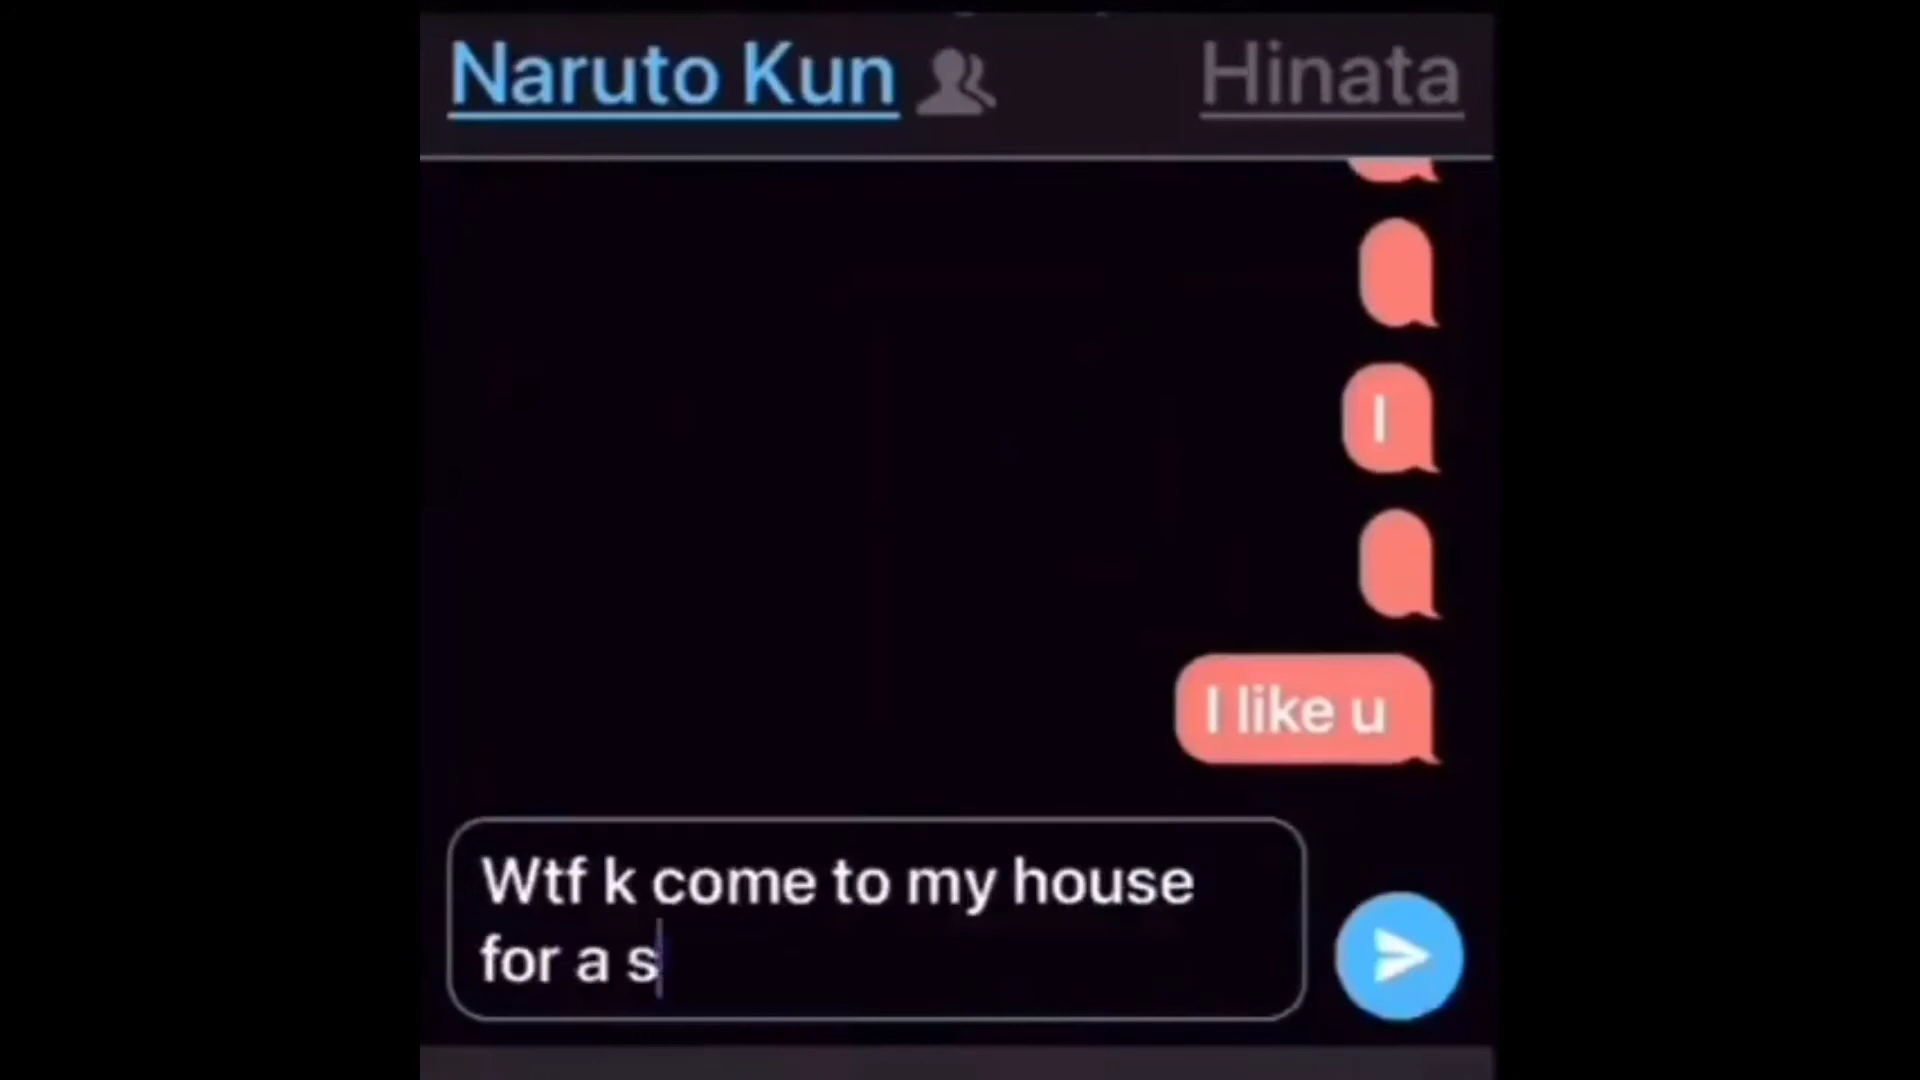 Naruto Kun Hinata
I
I like u
Wtf k come to my house
for a s